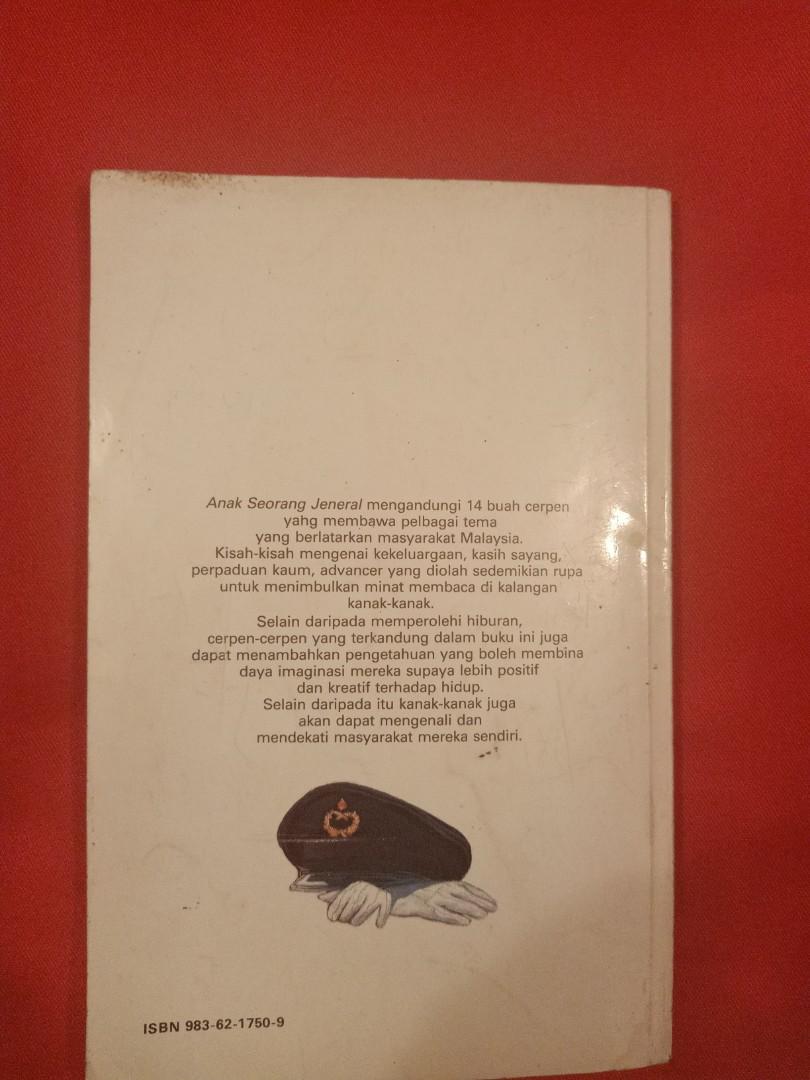 Anak Seorang Jeneral mengandungi 14 buah cerpen
yahg membawa pelbagai tema
yang berlatarkan masyarakat Malaysia.
Kisah-kisah mengenai kekeluargaan, kasih sayang,
perpaduan kaum, advancer yang diolah sedemikian rupa
untuk menimbulkan minat membaca di kalangan
kanak-kanak.
Selain daripada memperolehi hiburan,
cerpen-cerpen yang terkandung dalam buku ini juga
dapat menambahkan pengetahuan yang boleh membina
daya imaginasi mereka supaya lebih positif
dan kreatif terhadap hidup.
Selain daripada itu kanak-kanak juga
akan dapat mengenali dan
mendekati masyarakat mereka sendiri.
ISBN 983-62-1750-9